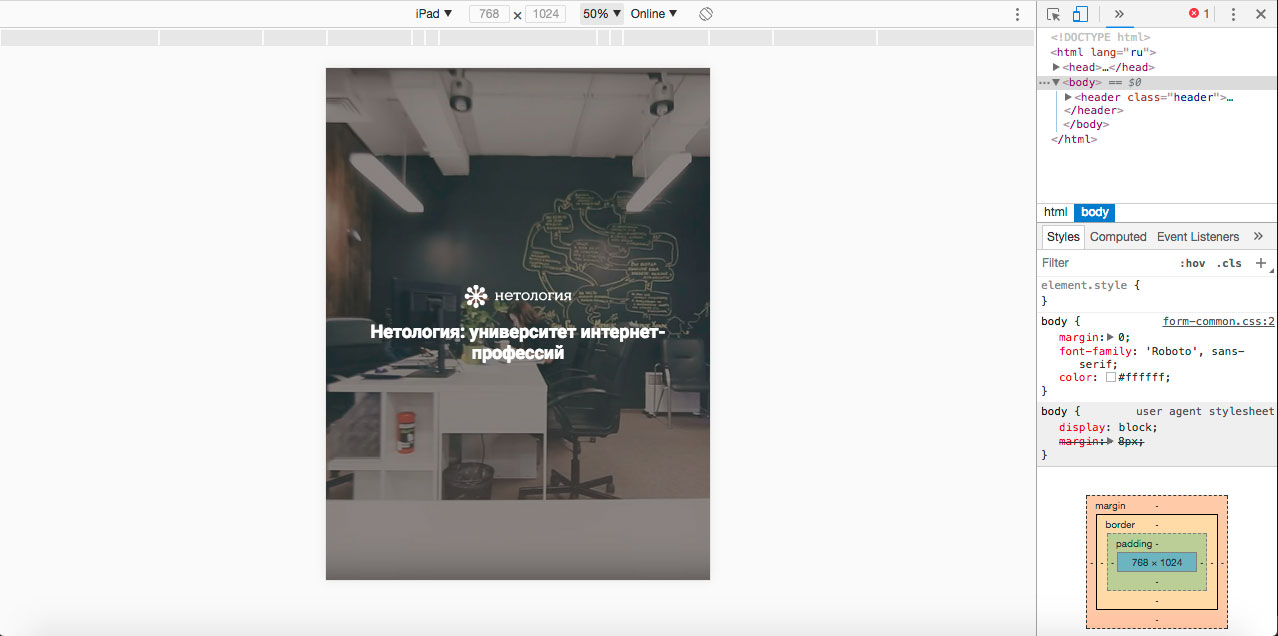 iPad ▼ 768 × 1024 50% ▼ Online ▼
1
<!DOCTYPE html>
<html lang="ru">
▶<head>…</head>
…▼<body> == $0
▶<header class="header">…
</header>
</body>
</html>
html body
Styles Computed Event Listeners »
Filter :hov .cls +
element.style {
}
body { form-common.css:2
margin:▶ 0;
font-family: 'Roboto', sans-
serif;
color: #ffffff;
}
body { user agent stylesheet
display: block;
margin:▶ 8px;
}
margin -
border -
padding -
- - - 768 × 1024 - - -
-
-
-
нетология
Нетология: университет интернет-
профессий